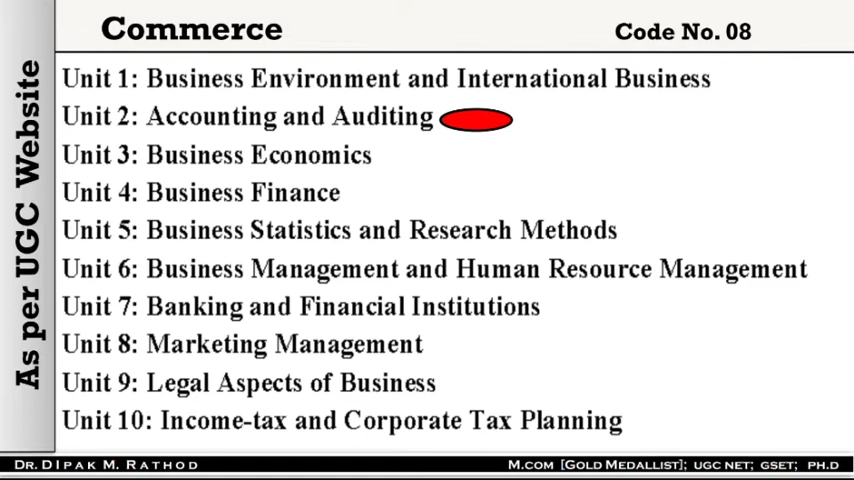 Commerce
Code No. 08
As per UGC Website
Unit 1: Business Environment and International Business
Unit 2: Accounting and Auditing
Unit 3: Business Economics
Unit 4: Business Finance
Unit 5: Business Statistics and Research Methods
Unit 6: Business Management and Human Resource Management
Unit 7: Banking and Financial Institutions
Unit 8: Marketing Management
Unit 9: Legal Aspects of Business
Unit 10: Income-tax and Corporate Tax Planning
DR. DIPAK M. RATHOD
M.COM [GOLD MEDALLIST]; UGC NET; GSET; PH.D